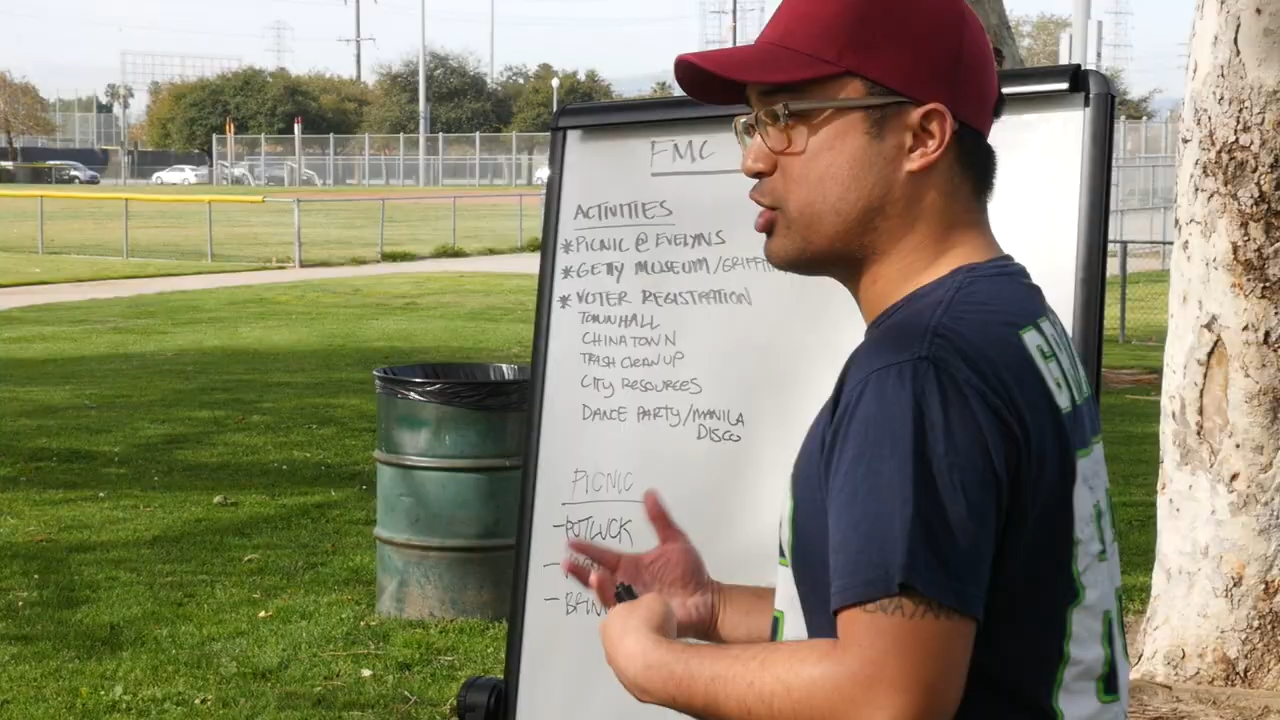 FMC
ACTIVITIES
* PICNIC @ EVELYNS
* GETTY MUSEUM/GRIFFITH
* VOTER REGISTRATION
TOWNHALL
CHINATOWN
TRASH CLEANUP
CITY RESOURCES
DANCE PARTY/MANILA
DISCO
PICNIC
- POTLUCK
-
-